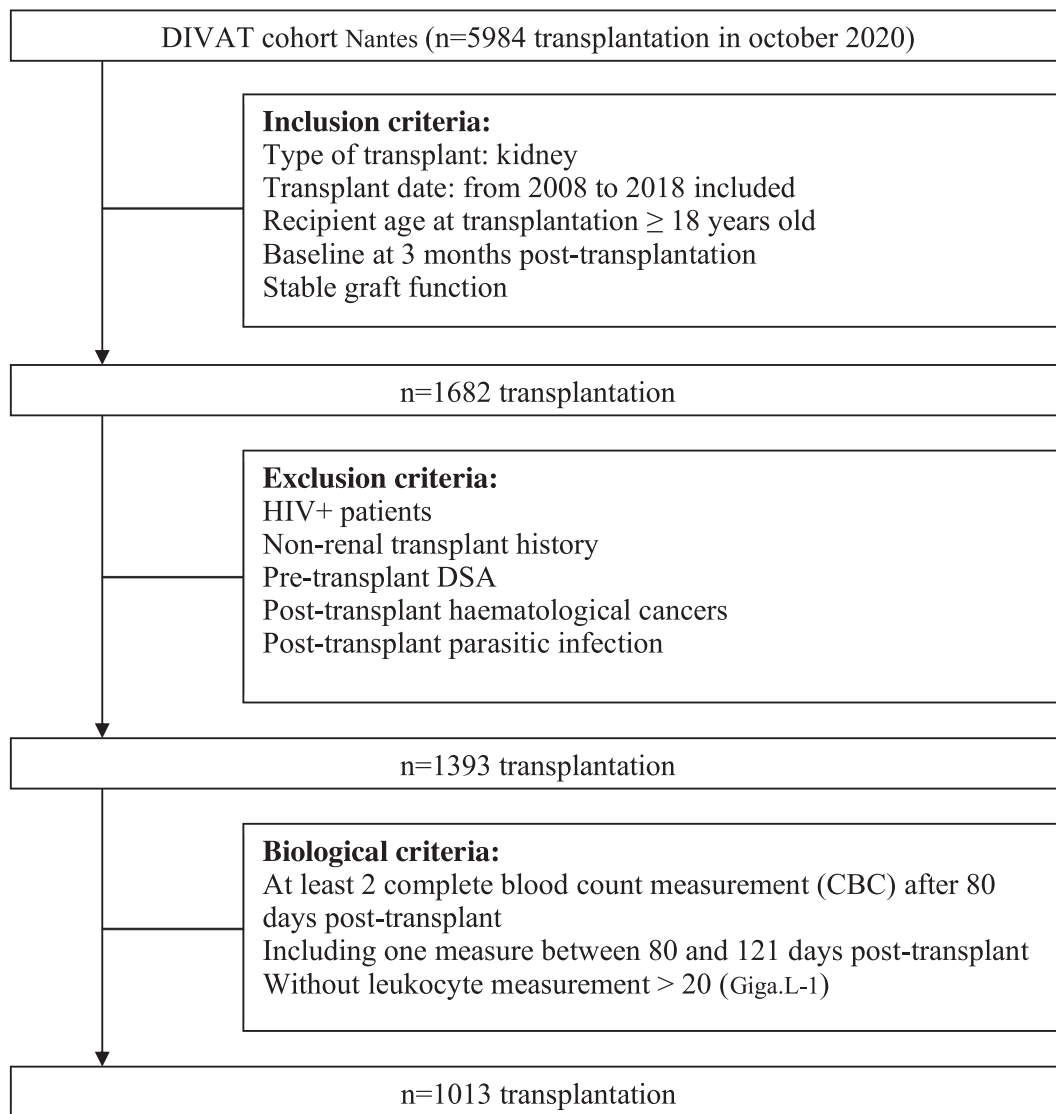 DIVAT cohort Nantes (n=5984 transplantation in october 2020)
Inclusion criteria:
Type of transplant: kidney
Transplant date: from 2008 to 2018 included
Recipient age at transplantation ≥ 18 years old
Baseline at 3 months post-transplantation
Stable graft function
n=1682 transplantation
Exclusion criteria:
HIV+ patients
Non-renal transplant history
Pre-transplant DSA
Post-transplant haematological cancers
Post-transplant parasitic infection
n=1393 transplantation
Biological criteria:
At least 2 complete blood count measurement (CBC) after 80
days post-transplant
Including one measure between 80 and 121 days post-transplant
Without leukocyte measurement > 20 (Giga.L-1)
n=1013 transplantation